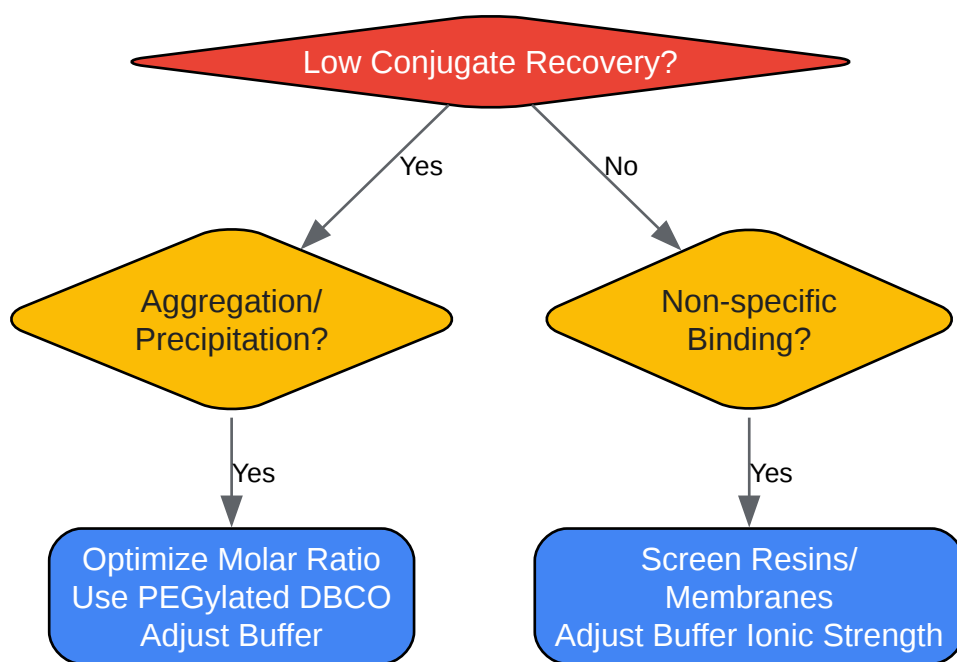 Low Conjugate Recovery?
Yes
No
Aggregation/
Precipitation?
Non-specific
Binding?
Yes
Yes
Optimize Molar Ratio
Use PEGylated DBCO
Adjust Buffer
Screen Resins/
Membranes
Adjust Buffer Ionic Strength